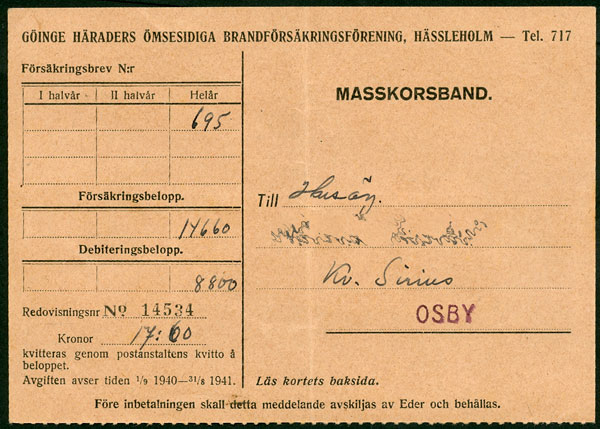 GÖINGE HÄRADERS ÖMSESIDIGA BRANDFÖRSÄKRINGSFÖRENING, HÄSSLEHOLM — Tel. 717
Försäkringsbrev N:r
I halvår II halvår Helår
695
Försäkringsbelopp.
14660
Debiteringsbelopp.
8800
Redovisningsnr No 14534
Kronor 17:60
kvitteras genom postanstaltens kvitto å
beloppet.
Avgiften avser tiden 1/9 1940—31/8 1941.
MASSKORSBAND.
Till Husäg.
Kv. Sirius
OSBY
Läs kortets baksida.
Före inbetalningen skall detta meddelande avskiljas av Eder och behållas.